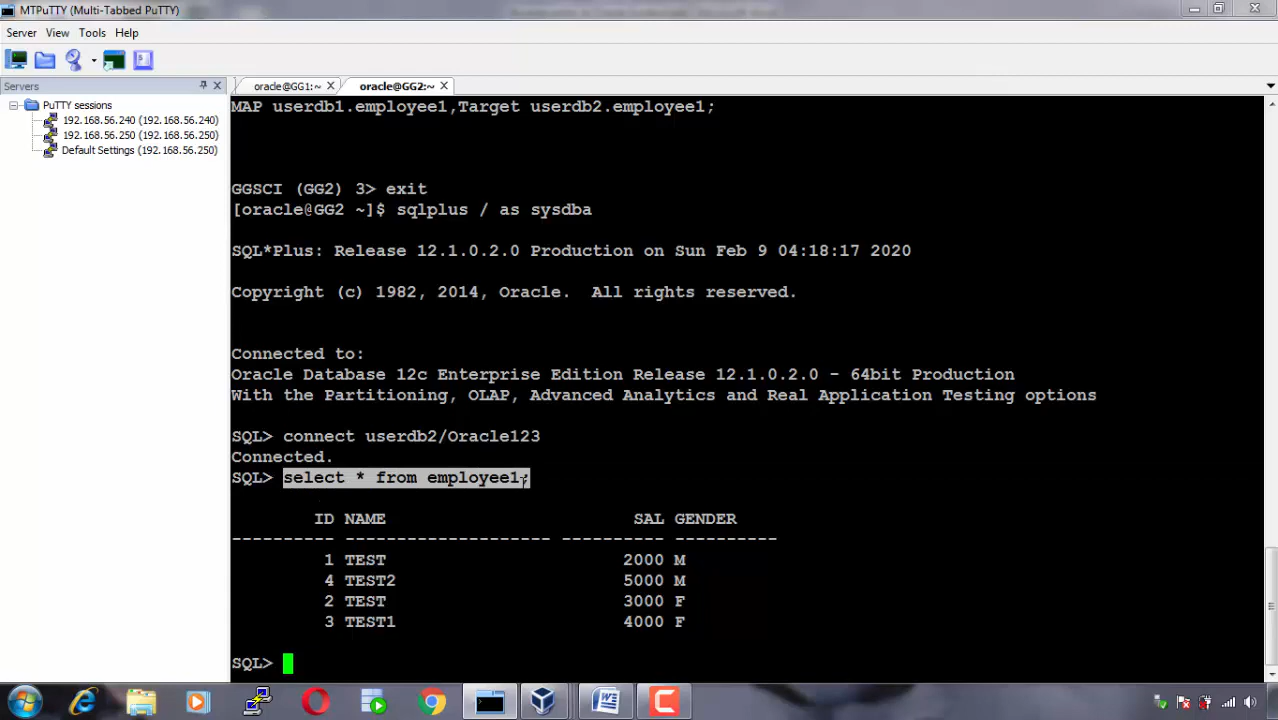 MTPuTTY (Multi-Tabbed PuTTY)
Server View Tools Help
Servers
PuTTY sessions
192.168.56.240 (192.168.56.240)
192.168.56.250 (192.168.56.250)
Default Settings (192.168.56.250)
oracle@GG1:~ oracle@GG2:~
MAP userdb1.employee1,Target userdb2.employee1;
GGSCI (GG2) 3> exit
[oracle@GG2 ~]$ sqlplus / as sysdba
SQL*Plus: Release 12.1.0.2.0 Production on Sun Feb 9 04:18:17 2020
Copyright (c) 1982, 2014, Oracle.  All rights reserved.
Connected to:
Oracle Database 12c Enterprise Edition Release 12.1.0.2.0 - 64bit Production
With the Partitioning, OLAP, Advanced Analytics and Real Application Testing options
SQL> connect userdb2/Oracle123
Connected.
SQL> select * from employee1;
ID NAME SAL GENDER
---------- -------------------- ---------- ----------
1 TEST 2000 M
4 TEST2 5000 M
2 TEST 3000 F
3 TEST1 4000 F
SQL>